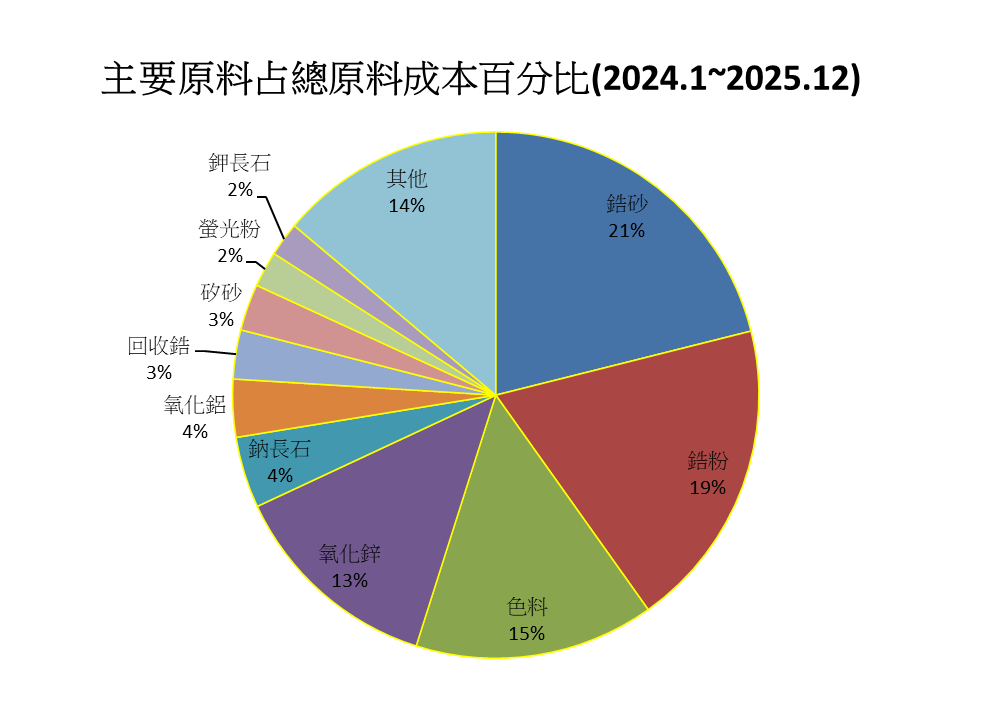 主要原料占總原料成本百分比(2024.1~2025.12)
鋯砂
21%
鋯粉
19%
色料
15%
氧化鋅
13%
鈉長石
4%
氧化鋁
4%
回收鋯
3%
矽砂
3%
螢光粉
2%
鉀長石
2%
其他
14%